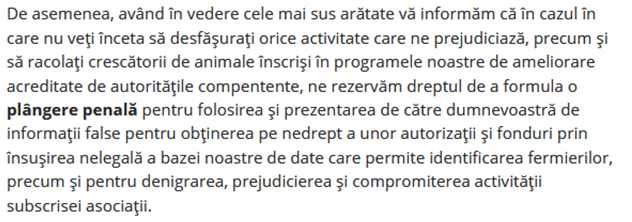 De asemenea, având în vedere cele mai sus arătate vă informăm că în cazul în
care nu veți înceta să desfășurați orice activitate care ne prejudiciază, precum și
să racolați crescătorii de animale înscriși în programele noastre de ameliorare
acreditate de autoritățile compentente, ne rezervăm dreptul de a formula o
plângere penală pentru folosirea și prezentarea de către dumnevoastră de
informații false pentru obținerea pe nedrept a unor autorizații și fonduri prin
însușirea nelegală a bazei noastre de date care permite identificarea fermierilor,
precum și pentru denigrarea, prejudicierea și compromiterea activității
subscrisei asociații.